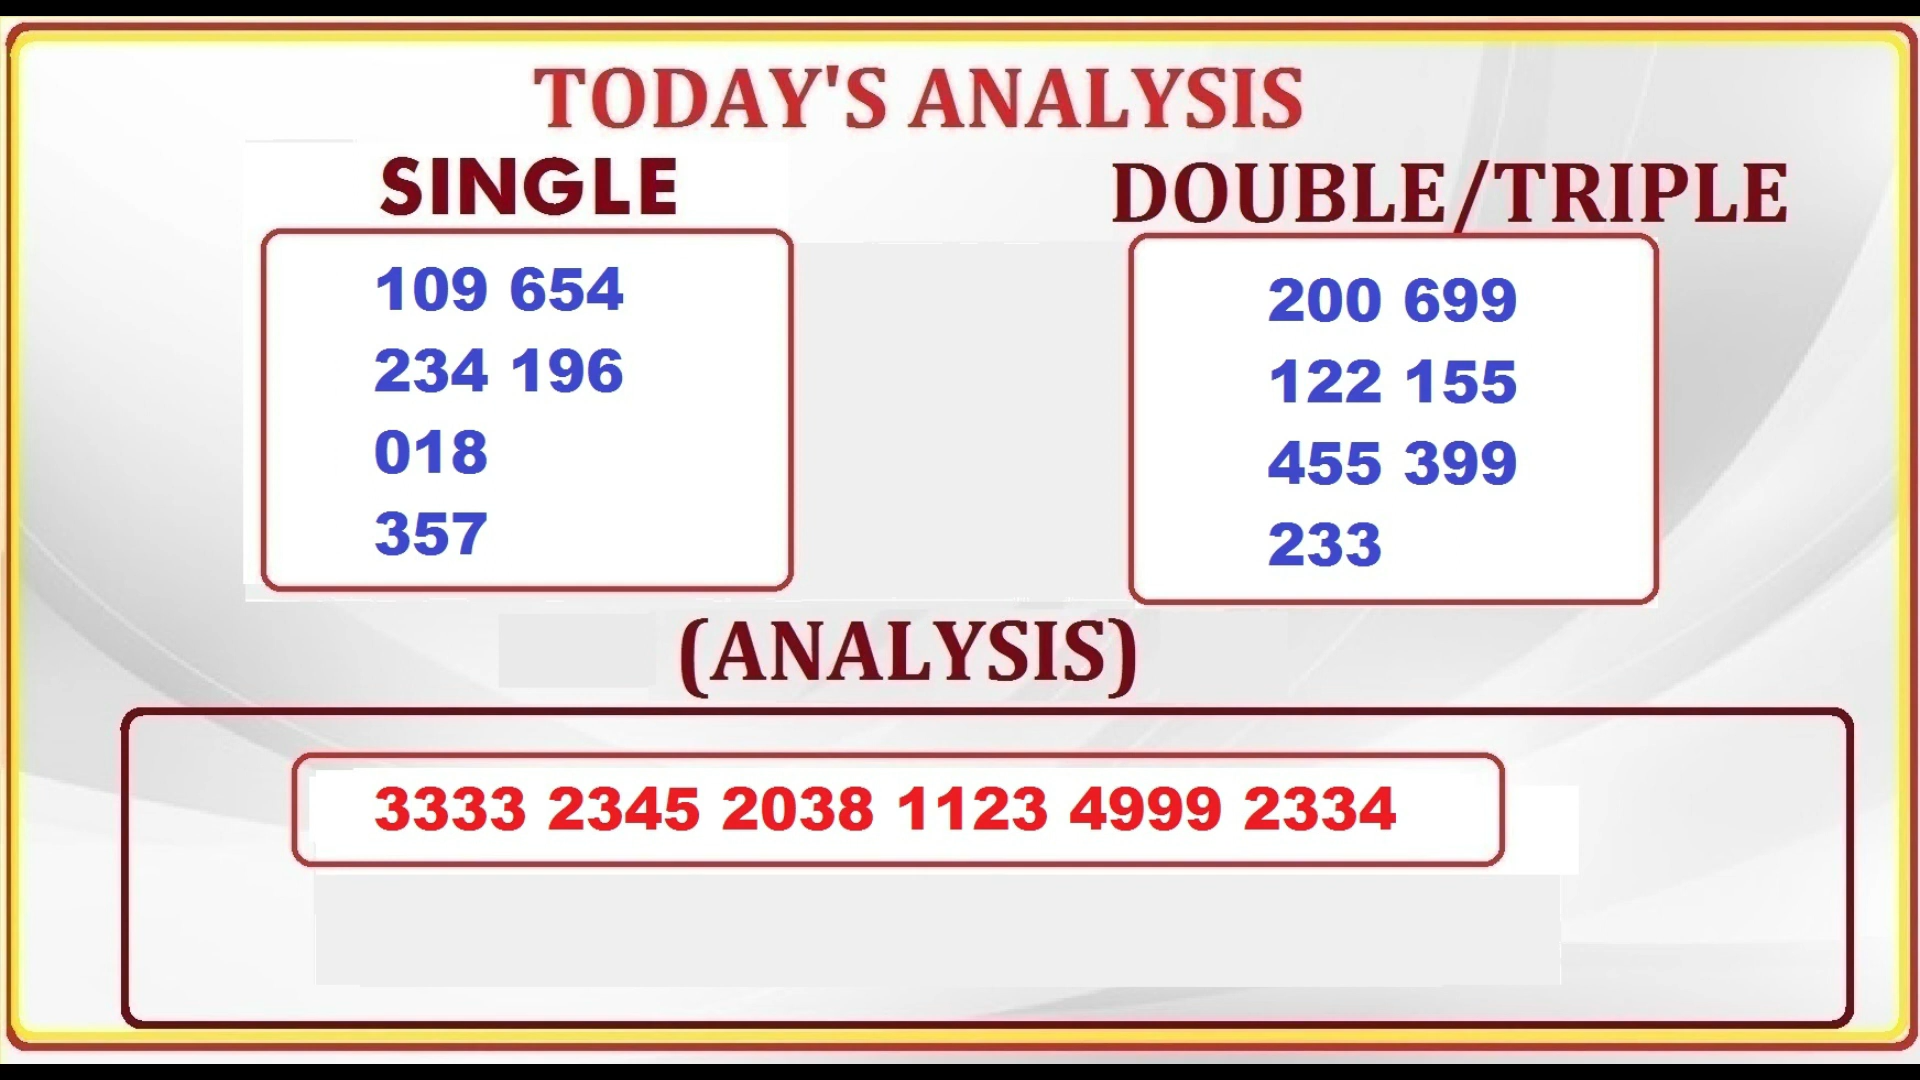 TODAY'S ANALYSIS
SINGLE
109 654
234 196
018
357
DOUBLE/TRIPLE
200 699
122 155
455 399
233
(ANALYSIS)
3333 2345 2038 1123 4999 2334